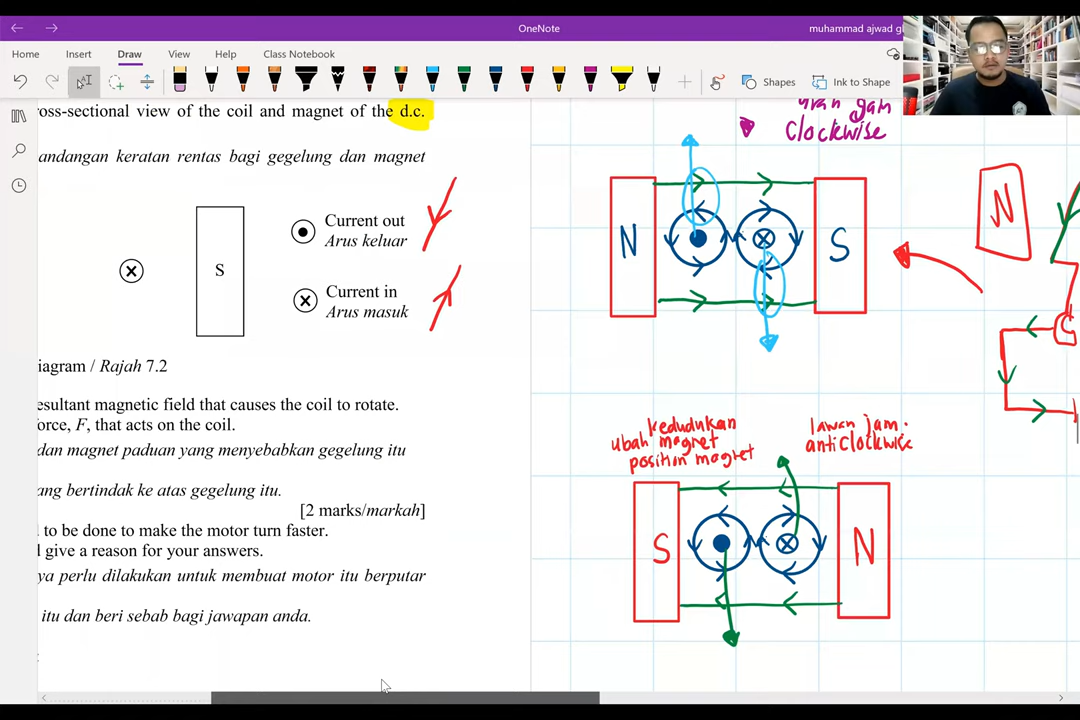 OneNote
muhammad ajwad g
Home Insert Draw View Help Class Notebook
Shapes
Ink to Shape
oss-sectional view of the coil and magnet of the d.c.
andangan keratan rentas bagi gegelung dan magnet
S
Current out
Arus keluar
Current in
Arus masuk
iagram / Rajah 7.2
esultant magnetic field that causes the coil to rotate.
orce, F, that acts on the coil.
dan magnet paduan yang menyebabkan gegelung itu
ang bertindak ke atas gegelung itu.
[2 marks/markah]
to be done to make the motor turn faster.
give a reason for your answers.
ya perlu dilakukan untuk membuat motor itu berputar
itu dan beri sebab bagi jawapan anda.
jam
clockwise
N
S
N
kedudukan
ubah magnet
position magnet
lawan jam.
anticlockwise
S
N